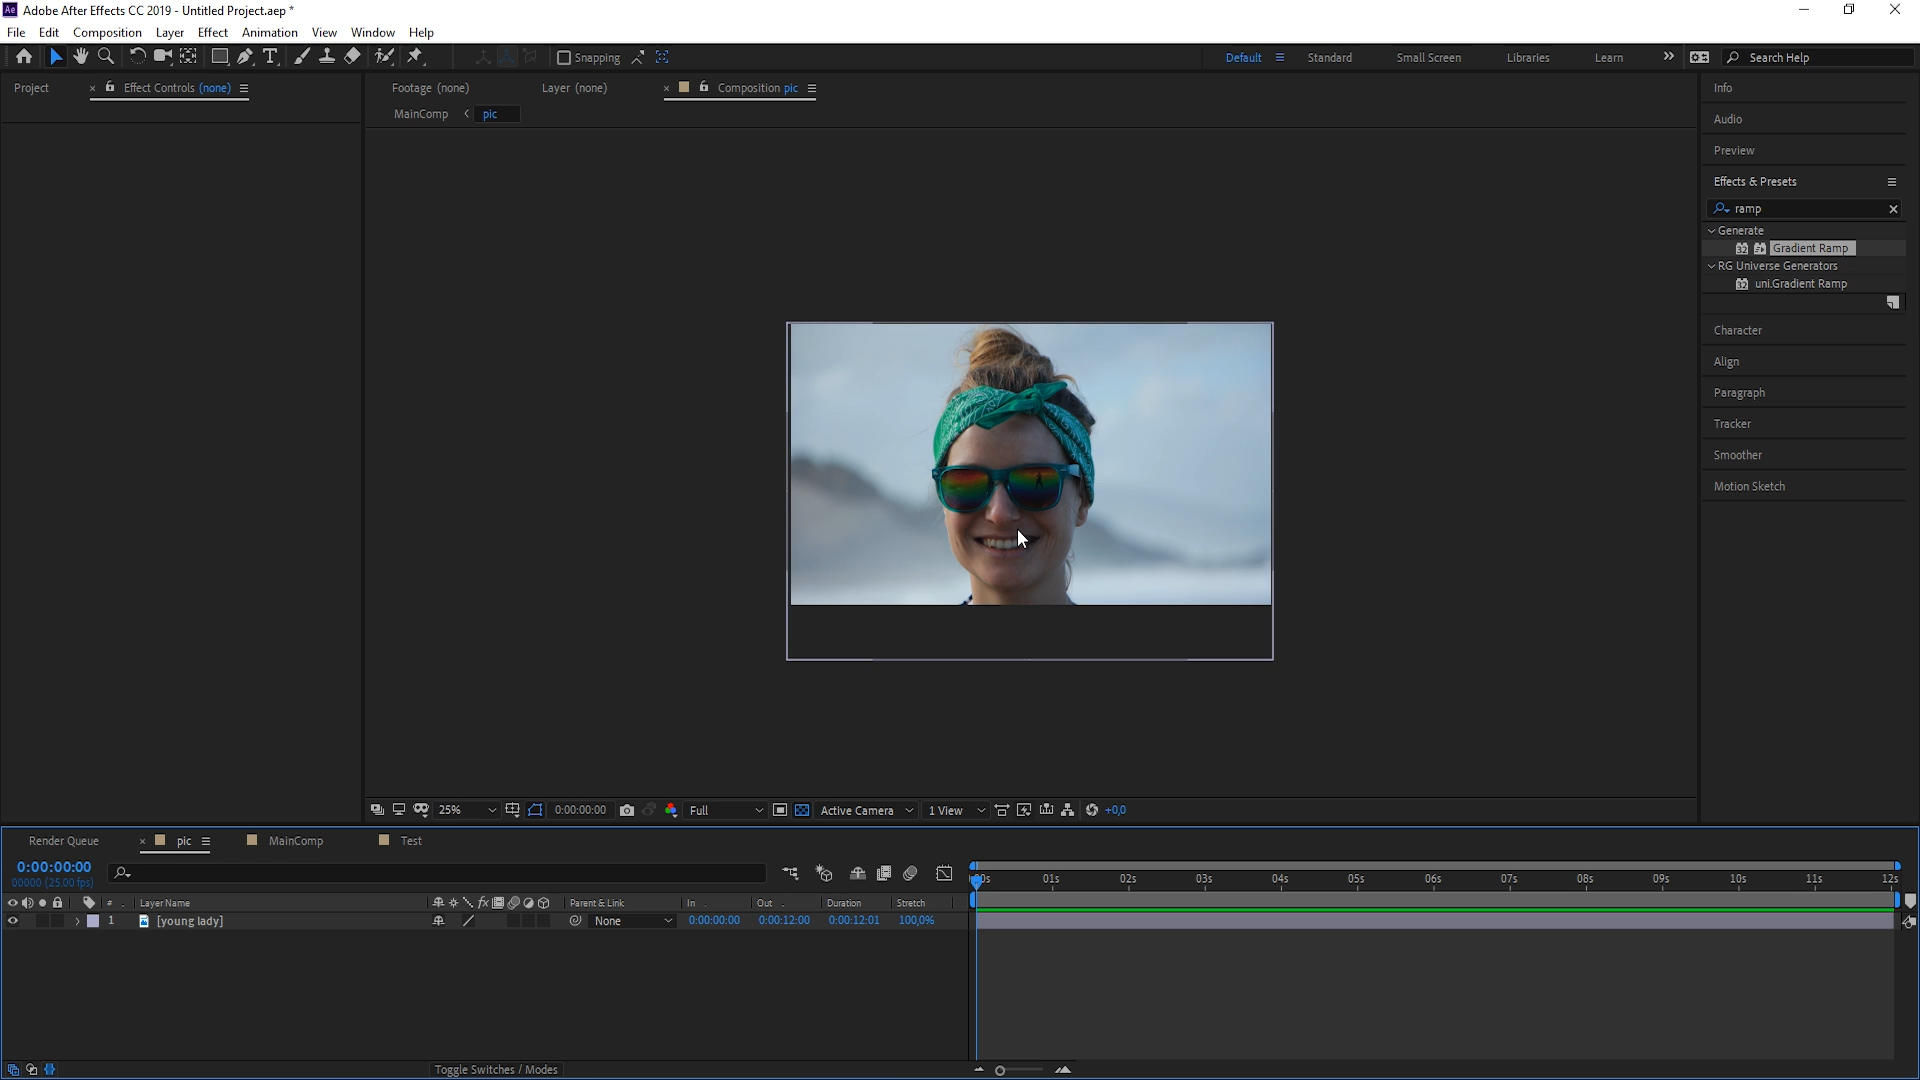 Adobe After Effects CC 2019 - Untitled Project.aep *
File Edit Composition Layer Effect Animation View Window Help
Snapping
Default Standard Small Screen Libraries Learn Search Help
Project Effect Controls (none)
Footage (none) Layer (none) Composition pic
MainComp pic
Info
Audio
Preview
Effects & Presets
ramp
Generate
32 Gradient Ramp
RG Universe Generators
32 uni.Gradient Ramp
Character
Align
Paragraph
Tracker
Smoother
Motion Sketch
25% 0:00:00:00 Full Active Camera 1 View +0,0
Render Queue pic MainComp Test
0:00:00:00
00000 (25.00 fps)
01s 02s 03s 04s 05s 06s 07s 08s 09s 10s 11s 12s
# Layer Name Parent & Link In Out Duration Stretch
1 [young lady] None 0:00:00:00 0:00:12:00 0:00:12:01 100,0%
Toggle Switches / Modes